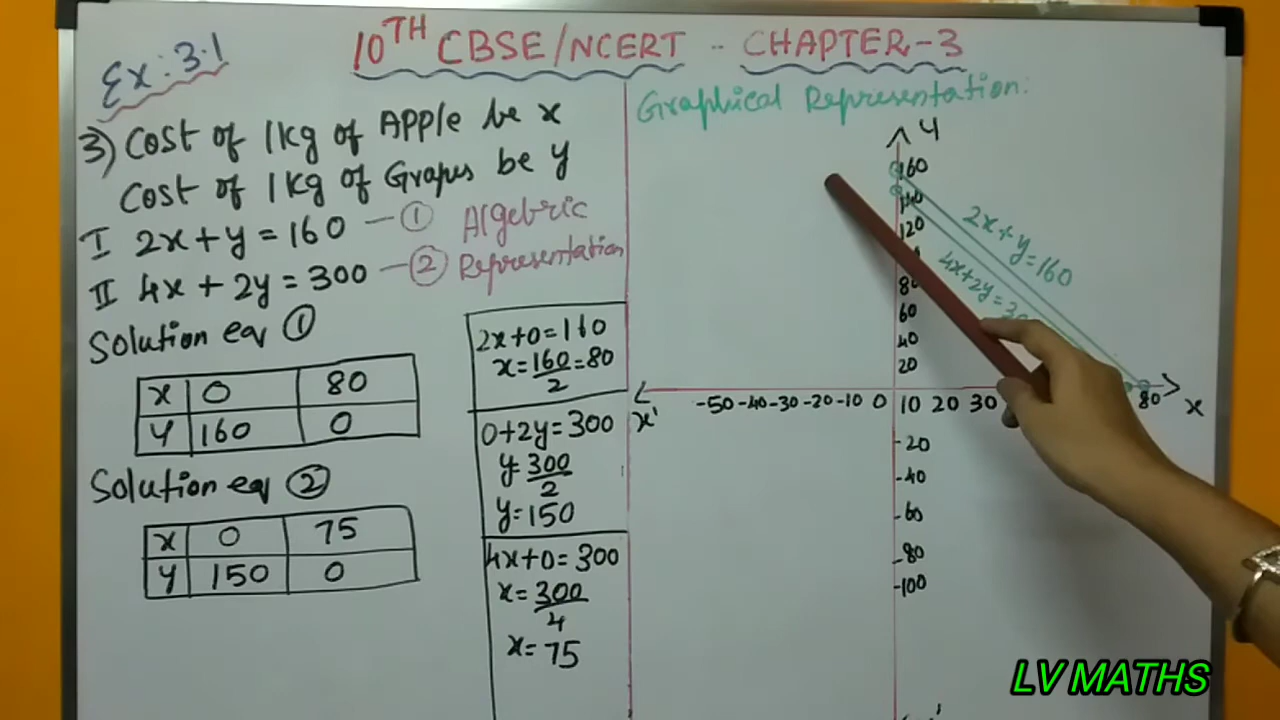 Ex: 3.1
10TH CBSE/NCERT - CHAPTER-3
3) Cost of 1kg of Apple be x
Cost of 1kg of Grapes be y
I 2x+y=160 — ① Algebric
II 4x+2y=300 — ② Representation
Solution eq ①
x 0 80
y 160 0
Solution eq ②
x 0 75
y 150 0
2x+0=160
x=160/2=80
0+2y=300
y=300/2
y=150
4x+0=300
x=300/4
x=75
Graphical Representation:
y
160
140
120
80
60
40
20
2x+y=160
4x+2y=30
x' -50 -40 -30 -20 -10 0 10 20 30 80 x
-20
-40
-60
-80
-100
LV MATHS